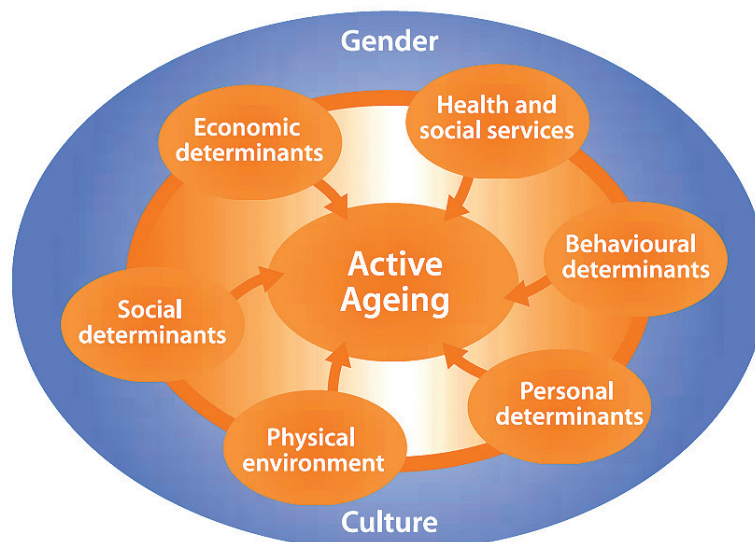 Gender
Economic
determinants
Health and
social services
Behavioural
determinants
Active
Ageing
Social
determinants
Personal
determinants
Physical
environment
Culture